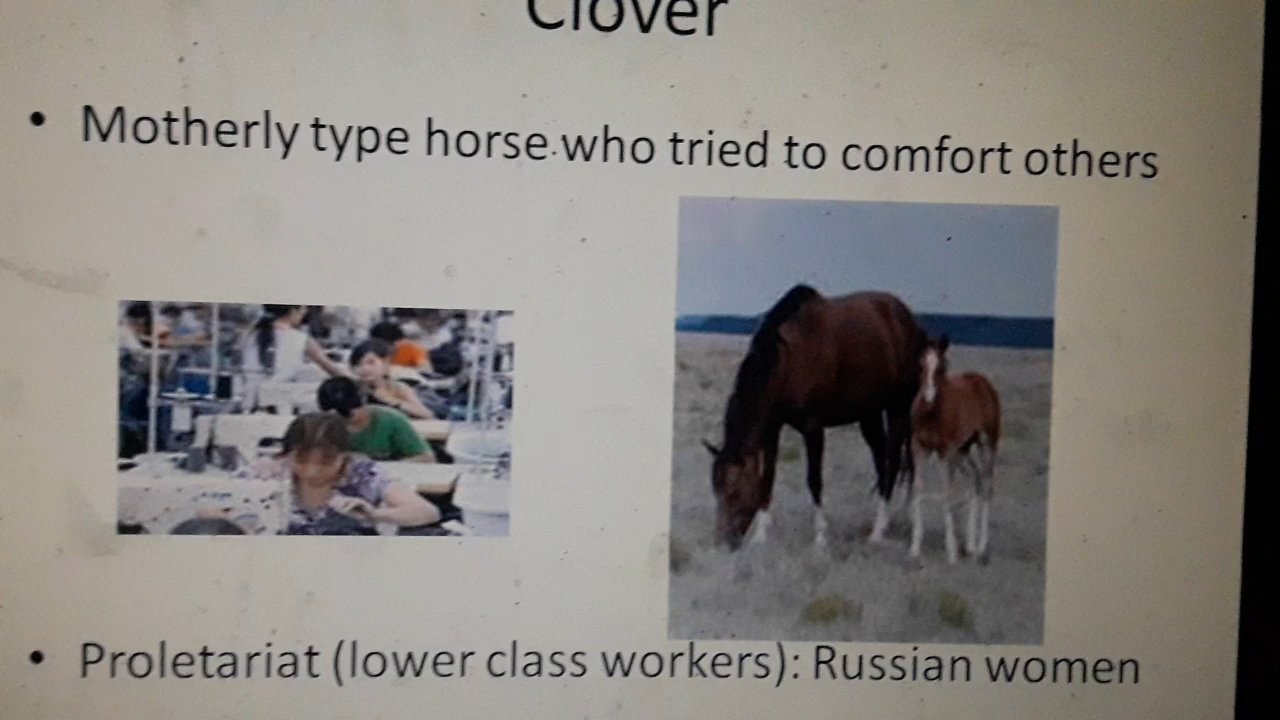 Clover
• Motherly type horse who tried to comfort others
• Proletariat (lower class workers): Russian women